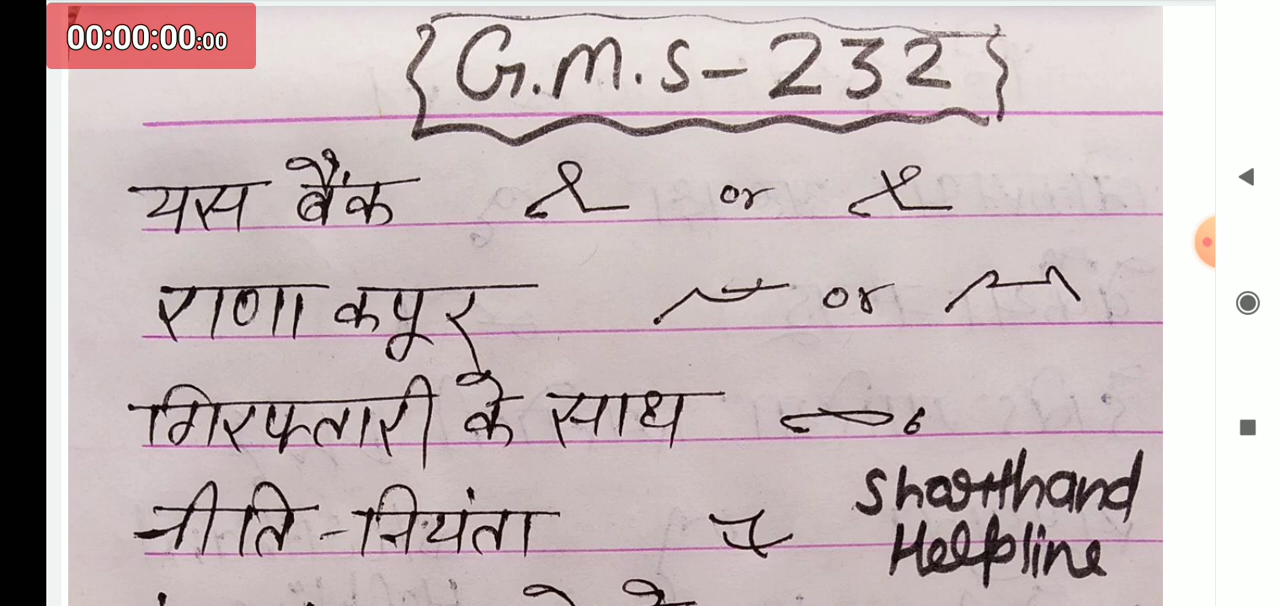 00:00:00:00
{G.M.S-232}
यस बैंक or
राणा कपूर or
गिरफ्तारी के साथ
नीति-नियंता
Shorthand
Helpline